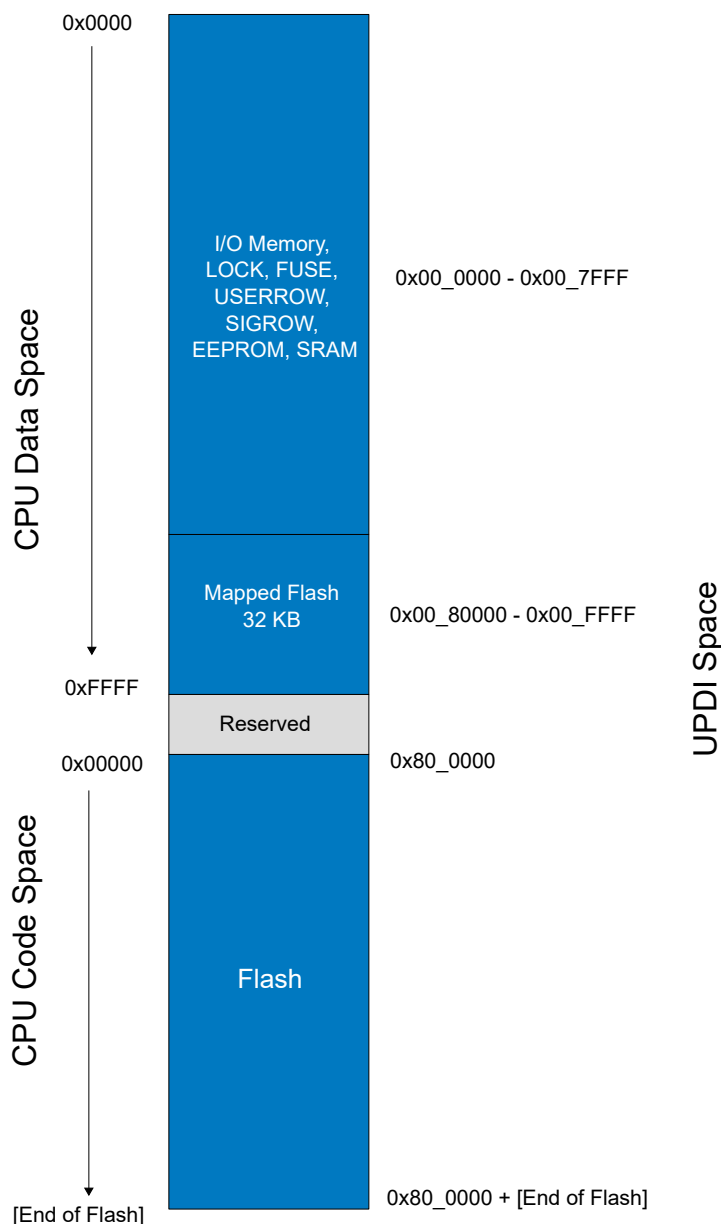 0x0000
I/O Memory,
LOCK, FUSE,
USERROW,
SIGROW,
EEPROM, SRAM
0x00_0000 - 0x00_7FFF
CPU Data Space
Mapped Flash
32 KB
0x00_80000 - 0x00_FFFF
UPDI Space
0xFFFF
Reserved
0x00000
0x80_0000
CPU Code Space
Flash
[End of Flash]
0x80_0000 + [End of Flash]